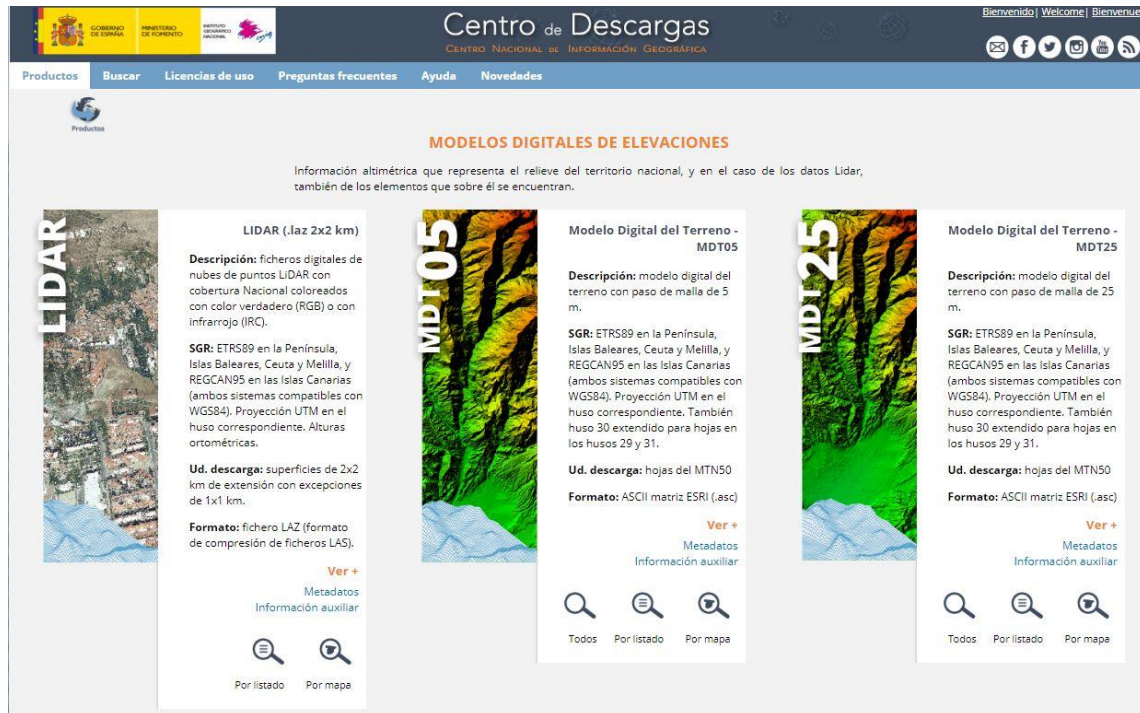 GOBIERNO
DE ESPAÑA
MINISTERIO
DE FOMENTO
INSTITUTO
GEOGRÁFICO
NACIONAL
cnig
Centro de Descargas
CENTRO NACIONAL DE INFORMACIÓN GEOGRÁFICA
Bienvenido| Welcome| Bienvenue
Productos Buscar Licencias de uso Preguntas frecuentes Ayuda Novedades
Productos
MODELOS DIGITALES DE ELEVACIONES
Información altimétrica que representa el relieve del territorio nacional, y en el caso de los datos Lidar,
también de los elementos que sobre él se encuentran.
LIDAR
LIDAR (.laz 2x2 km)
Descripción: ficheros digitales de
nubes de puntos LiDAR con
cobertura Nacional coloreados
con color verdadero (RGB) o con
infrarrojo (IRC).
SGR: ETRS89 en la Península,
Islas Baleares, Ceuta y Melilla, y
REGCAN95 en las Islas Canarias
(ambos sistemas compatibles con
WGS84). Proyección UTM en el
huso correspondiente. Alturas
ortométricas.
Ud. descarga: superficies de 2x2
km de extensión con excepciones
de 1x1 km.
Formato: fichero LAZ (formato
de compresión de ficheros LAS).
Ver +
Metadatos
Información auxiliar
Por listado Por mapa
MDT05
Modelo Digital del Terreno -
MDT05
Descripción: modelo digital del
terreno con paso de malla de 5
m.
SGR: ETRS89 en la Península,
Islas Baleares, Ceuta y Melilla, y
REGCAN95 en las Islas Canarias
(ambos sistemas compatibles con
WGS84). Proyección UTM en el
huso correspondiente. También
huso 30 extendido para hojas en
los husos 29 y 31.
Ud. descarga: hojas del MTN50
Formato: ASCII matriz ESRI (.asc)
Ver +
Metadatos
Información auxiliar
Todos Por listado Por mapa
MDT25
Modelo Digital del Terreno -
MDT25
Descripción: modelo digital del
terreno con paso de malla de 25
m.
SGR: ETRS89 en la Península,
Islas Baleares, Ceuta y Melilla, y
REGCAN95 en las Islas Canarias
(ambos sistemas compatibles con
WGS84). Proyección UTM en el
huso correspondiente. También
huso 30 extendido para hojas en
los husos 29 y 31.
Ud. descarga: hojas del MTN50
Formato: ASCII matriz ESRI (.asc)
Ver +
Metadatos
Información auxiliar
Todos Por listado Por mapa